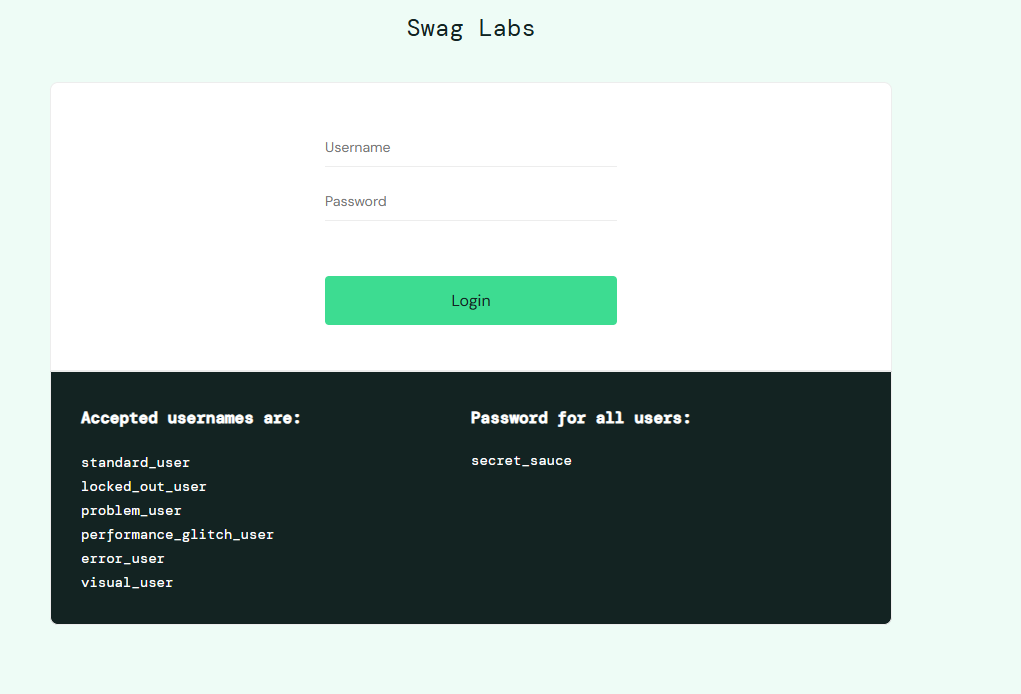 Swag Labs
Username
Password
Login
Accepted usernames are:
standard_user
locked_out_user
problem_user
performance_glitch_user
error_user
visual_user
Password for all users:
secret_sauce